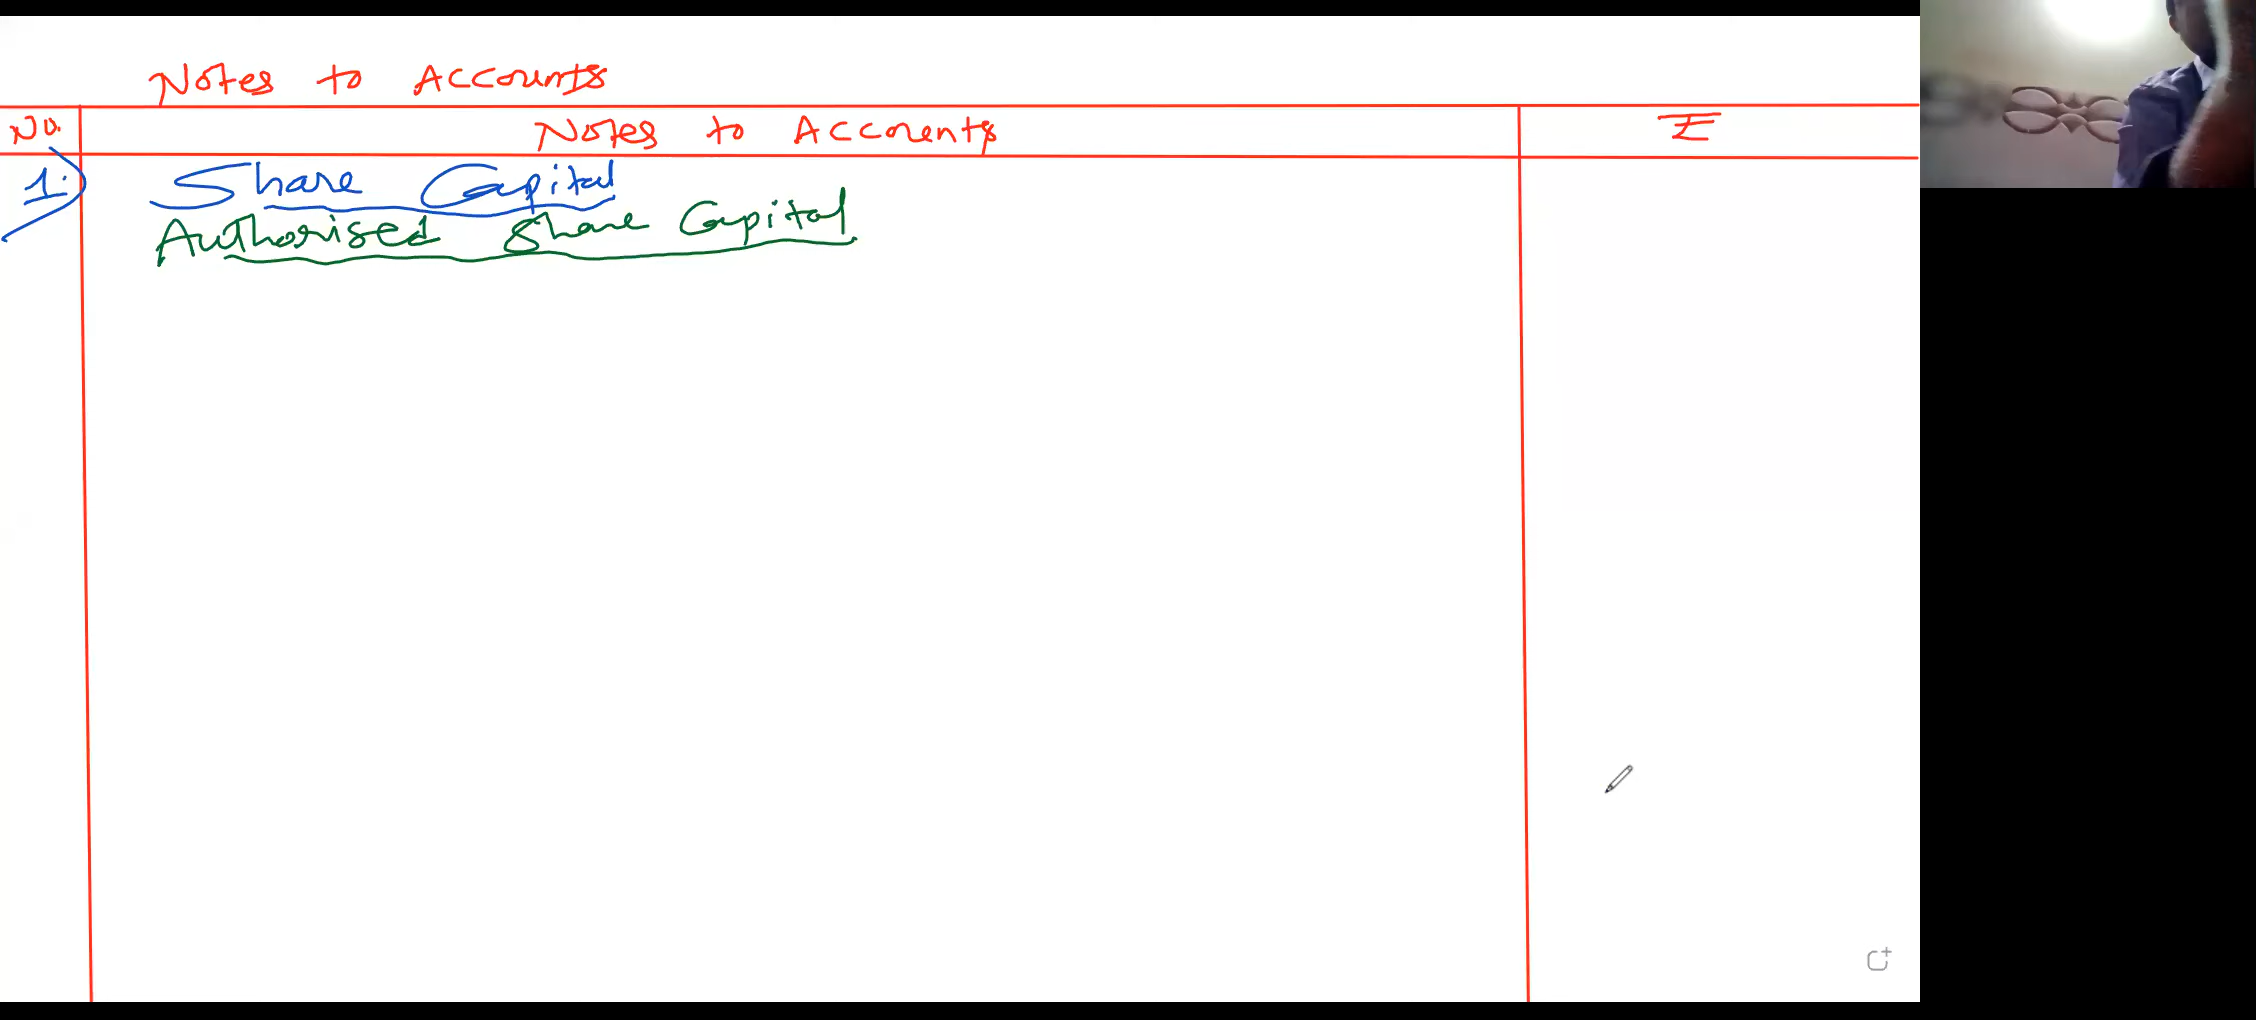 Notes to Accounts
No. Notes to Accounts ₹
1. Share Capital
Authorised Share Capital